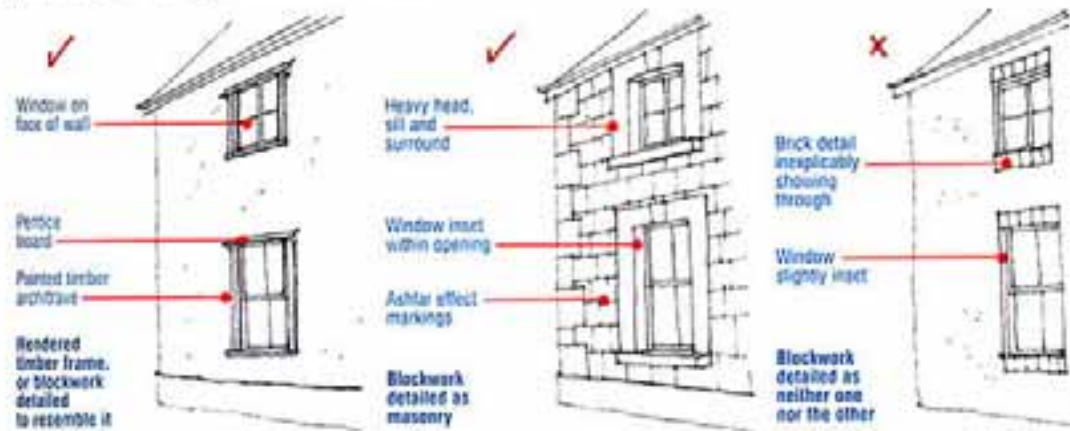 Window on
face of wall
Pentice
board
Painted timber
architrave
Rendered
timber frame,
or blockwork
detailed
to resemble it
Heavy head,
sill and
surround
Window inset
within opening
Ashlar effect
markings
Blockwork
detailed as
masonry
Brick detail
inexplicably
showing
through
Window
slightly inset
Blockwork
detailed as
neither one
nor the other